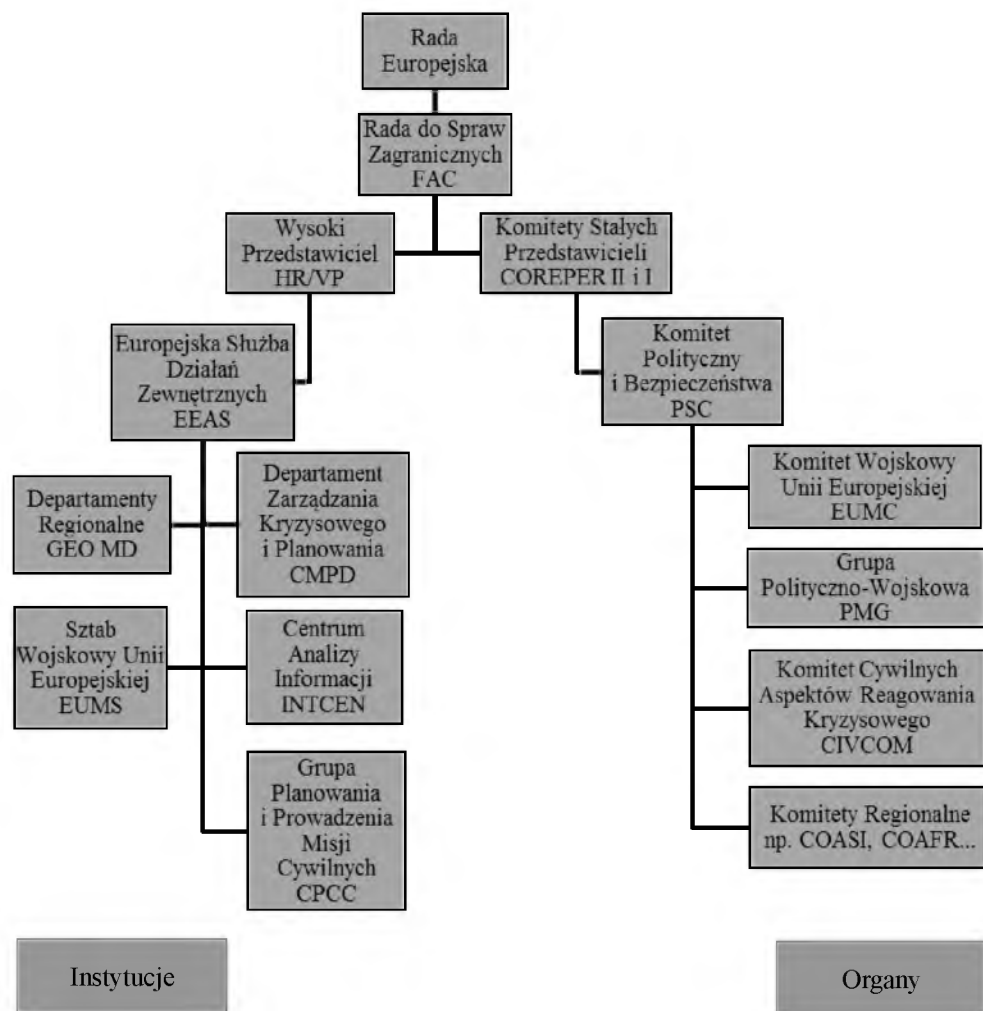 Rada
Europejska
Rada do Spraw
Zagranicznych
FAC
Wysoki
Przedstawiciel
HR/VP
Komitety Stałych
Przedstawicieli
COREPER II i I
Europejska Służba
Działań
Zewnętrznych
EEAS
Komitet
Polityczny
i Bezpieczeństwa
PSC
Departamenty
Regionalne
GEO MD
Departament
Zarządzania
Kryzysowego
i Planowania
CMPD
Komitet Wojskowy
Unii Europejskiej
EUMC
Grupa
Polityczno-Wojskowa
PMG
Sztab
Wojskowy Unii
Europejskiej
EUMS
Centrum
Analizy
Informacji
INTCEN
Komitet Cywilnych
Aspektów Reagowania
Kryzysowego
CIVCOM
Grupa
Planowania
i Prowadzenia
Misji
Cywilnych
CPCC
Komitety Regionalne
np. COASI, COAFR...
Instytucje
Organy